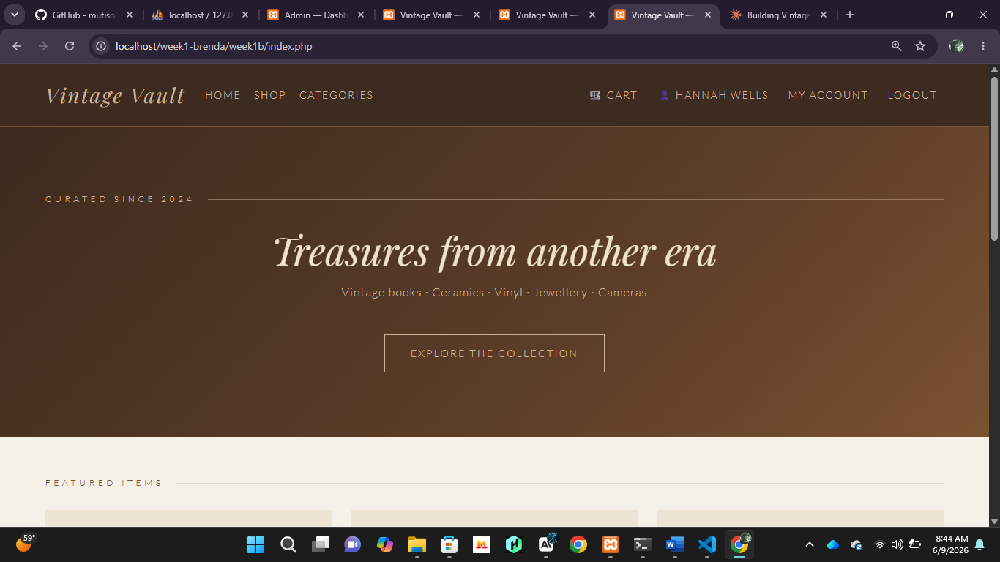 GitHub - mutisol
localhost / 127.0
Admin — Dashb
Vintage Vault —
Vintage Vault —
Vintage Vault —
Building Vintage
localhost/week1-brenda/week1b/index.php
Vintage Vault
HOME
SHOP
CATEGORIES
CART
HANNAH WELLS
MY ACCOUNT
LOGOUT
CURATED SINCE 2024
Treasures from another era
Vintage books · Ceramics · Vinyl · Jewellery · Cameras
EXPLORE THE COLLECTION
FEATURED ITEMS
59°
8:44 AM
6/9/2026